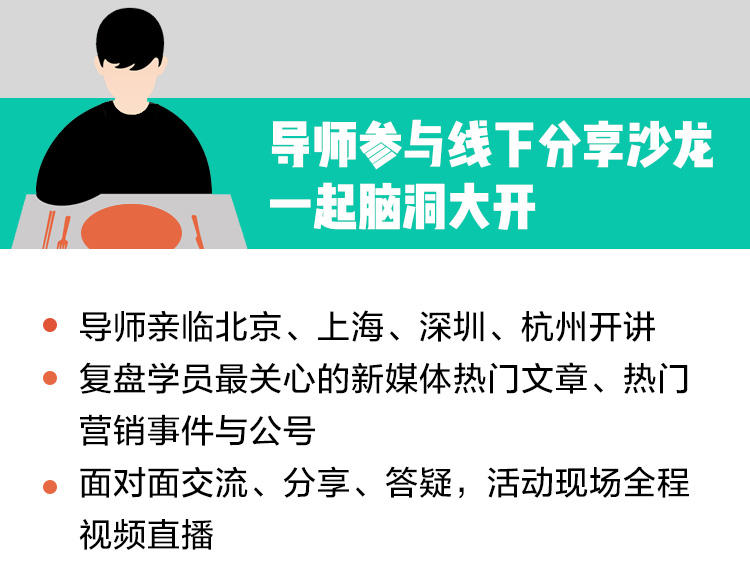 导师参与线下分享沙龙
一起脑洞大开
导师亲临北京、上海、深圳、杭州开讲
复盘学员最关心的新媒体热门文章、热门
营销事件与公号
面对面交流、分享、答疑，活动现场全程
视频直播